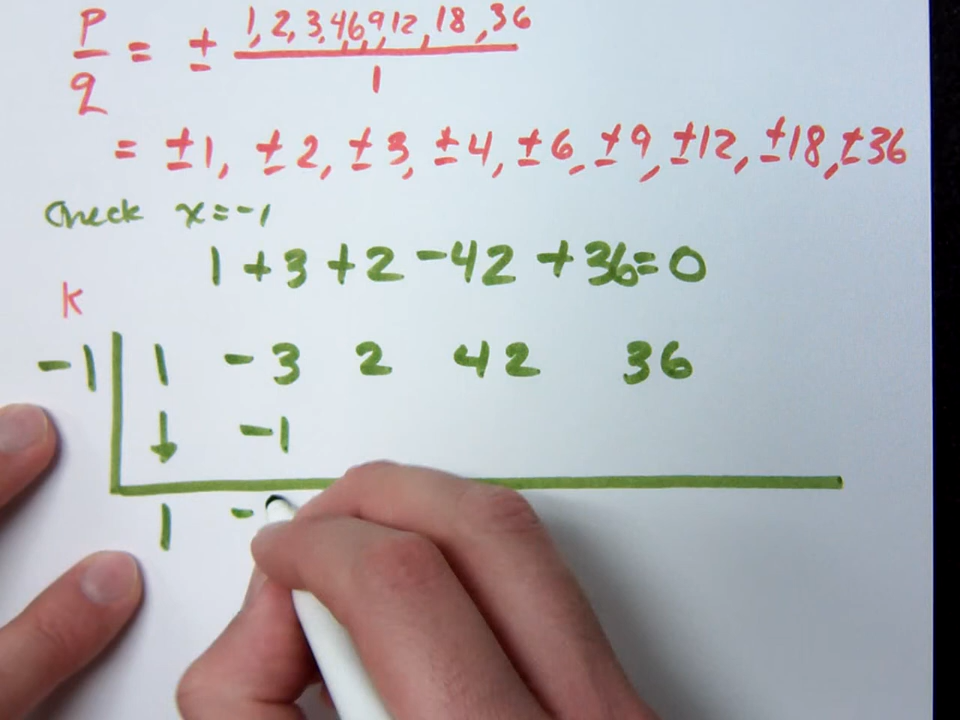 p/q = ± 1, 2, 3, 4, 6, 9, 12, 18, 36 / 1
= ±1, ±2, ±3, ±4, ±6, ±9, ±12, ±18, ±36
Check x=-1
1+3+2-42+36=0
k
-1 1 -3 2 42 36
↓ -1
1 -